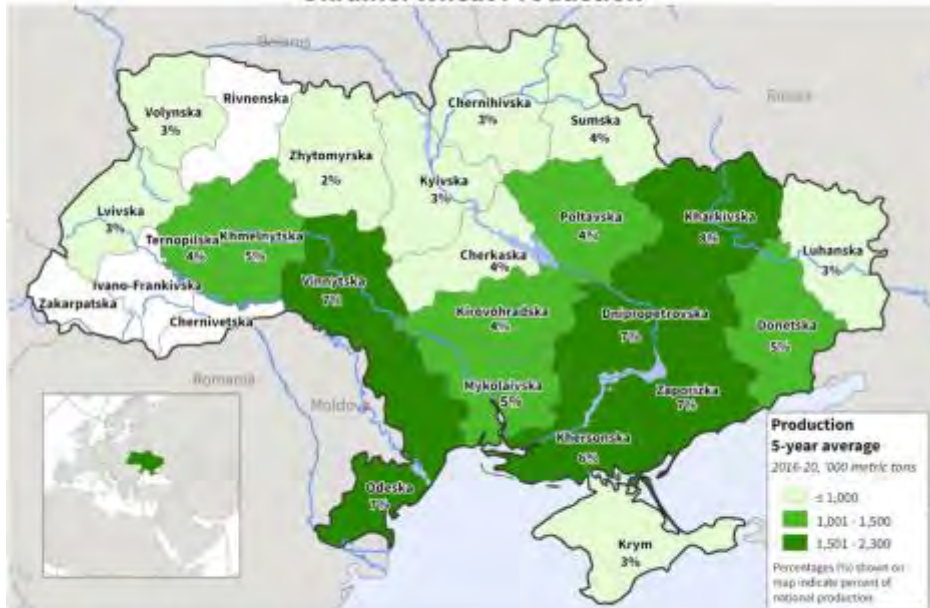 Belarus
Russia
Rivnenska
Volynska
3%
Chernihivska
3%
Sumska
4%
Zhytomyrska
2%
Kyivska
3%
Lvivska
3%
Ternopilska
4%
Khmelnytska
5%
Poltavska
4%
Kharkivska
8%
Luhanska
3%
Cherkaska
4%
Vinnytska
7%
Ivano-Frankivska
Zakarpatska
Chernivetska
Kirovohradska
4%
Dnipropetrovska
7%
Donetska
5%
Romania
Moldova
Mykolaivska
5%
Zaporizka
7%
Khersonska
6%
Odeska
7%
Krym
3%
Production
5-year average
2016-20, '000 metric tons
≤ 1,000
1,001 - 1,500
1,501 - 2,300
Percentages (%) shown on
map indicate percent of
national production